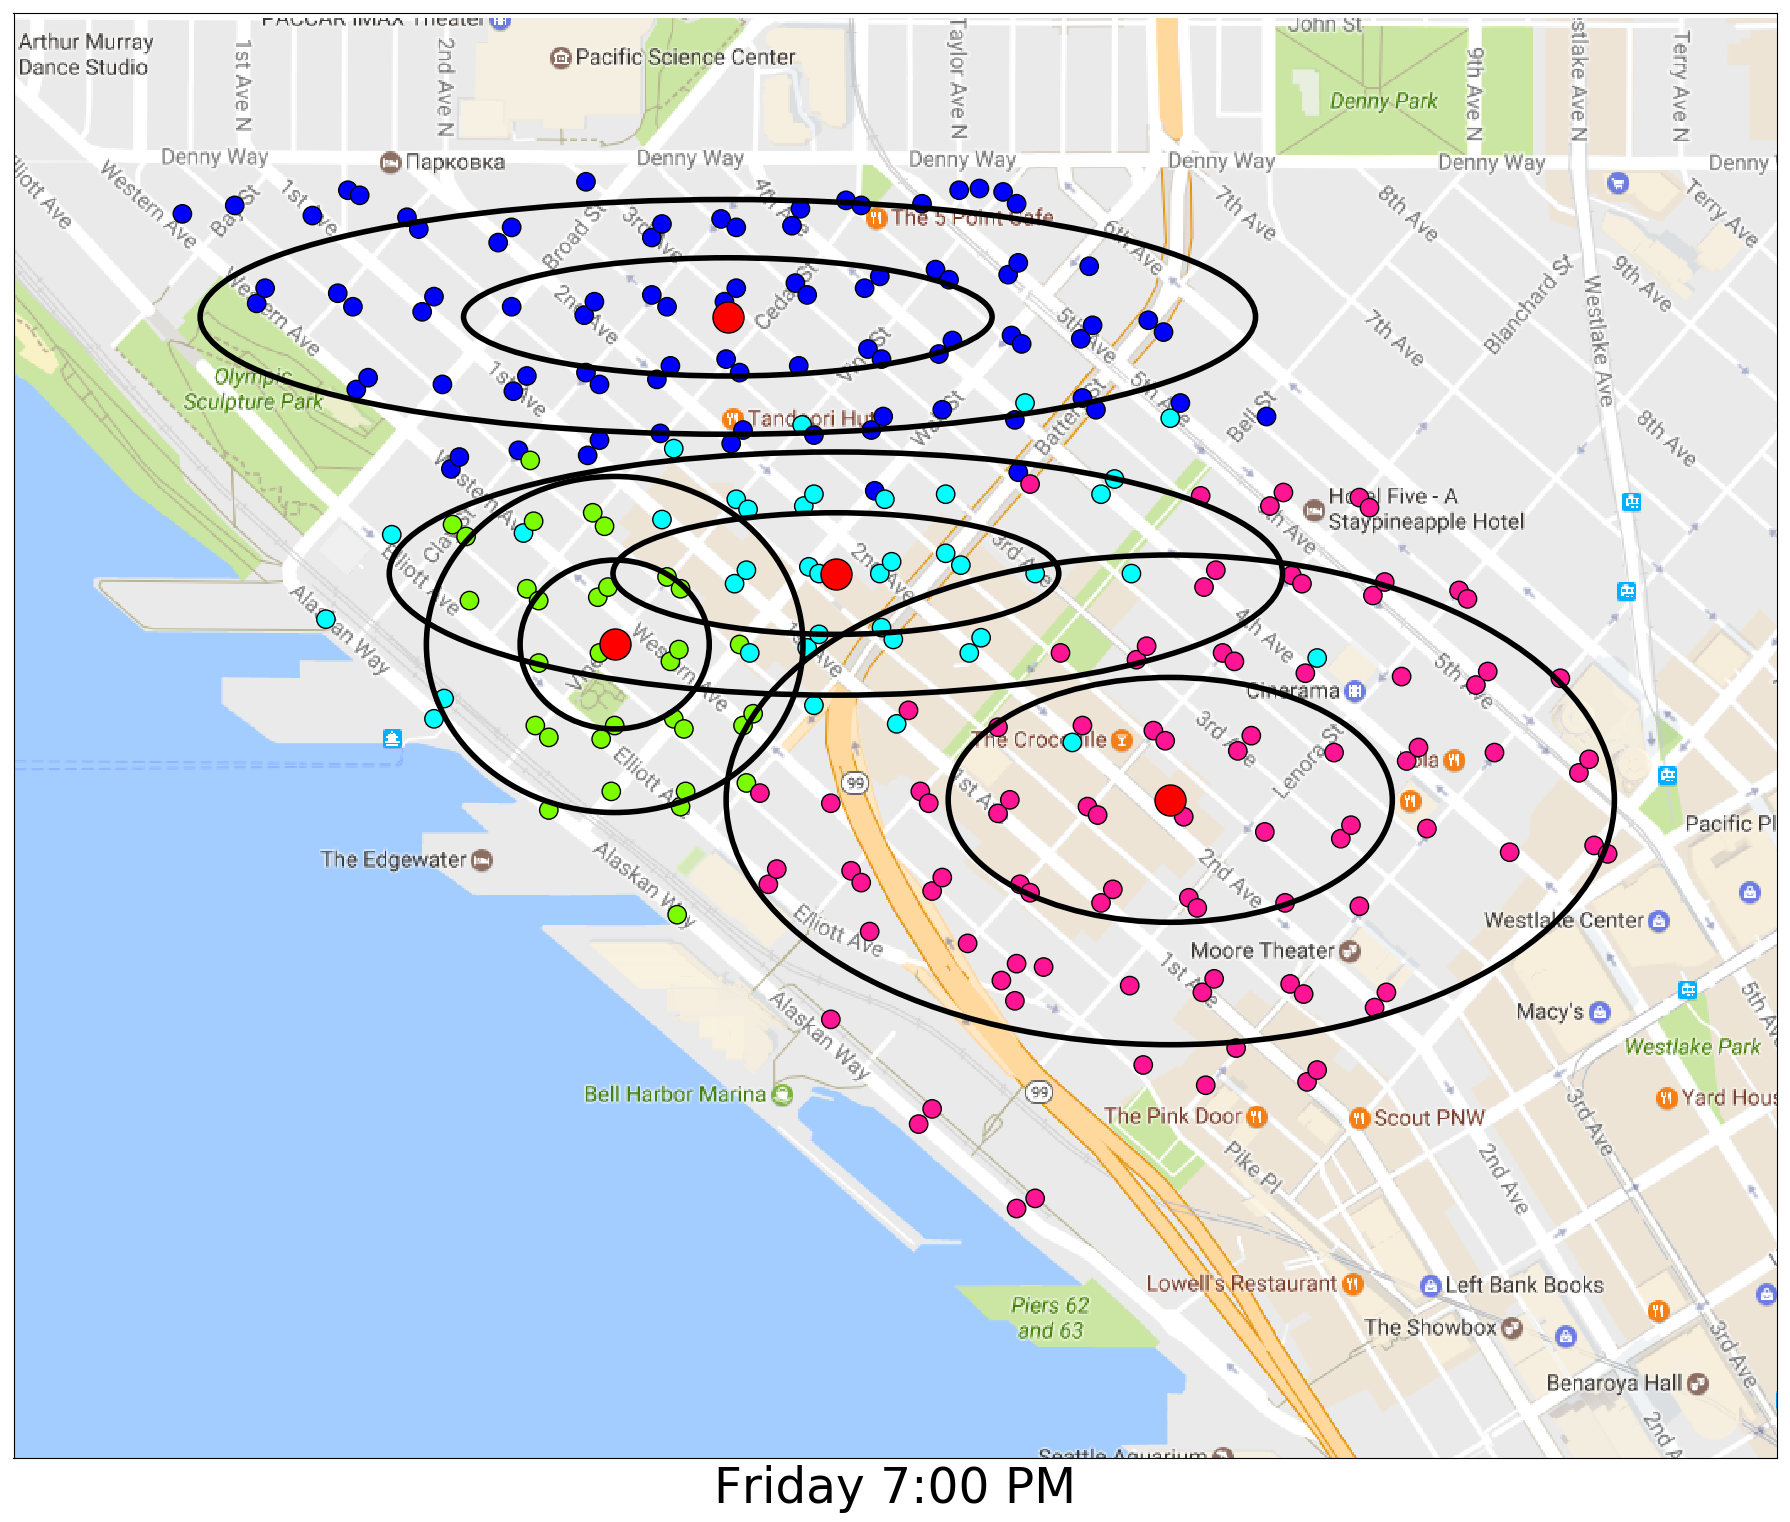 PACCAR IMAX Theater
John St
Arthur Murray
Dance Studio
1st Ave N
2nd Ave N
Pacific Science Center
Taylor Ave N
9th Ave N
Westlake Ave N
Terry Ave N
Denny Park
Denny Way
Парковка
Denny Way
Denny Way
Denny Way
Denny Way
Denny
Elliott Ave
Western Ave
Bay St
1st Ave
Broad St
3rd Ave
4th Ave
The 5 Point Cafe
6th Ave
7th Ave
8th Ave
Terry Ave
9th Ave
Blanchard St
Westlake Ave
Western Ave
2nd Ave
Cedar St
5th Ave
7th Ave
Olympic
Sculpture Park
1st Ave
Vine St
5th Ave
Bell St
8th Ave
Tandoori Hut
Wall St
Battery St
Western Ave
Clay St
Hotel Five - A
Staypineapple Hotel
6th Ave
Elliott Ave
2nd Ave
3rd Ave
Alaskan Way
Western Ave
Vine
1st Ave
4th Ave
5th Ave
Cinerama
The Crocodile
3rd Ave
Lenora St
Lola
Elliott Ave
99
1st Ave
Pacific Pl
The Edgewater
Alaskan Way
2nd Ave
Elliott Ave
Westlake Center
Moore Theater
1st Ave
5th Ave
Macy's
Alaskan Way
Westlake Park
Bell Harbor Marina
99
The Pink Door
Scout PNW
Yard Hous
3rd Ave
Pike Pl
2nd Ave
Lowell's Restaurant
Left Bank Books
Piers 62
and 63
The Showbox
3rd Ave
Benaroya Hall
2nd A
Seattle Aquarium
Friday 7:00 PM